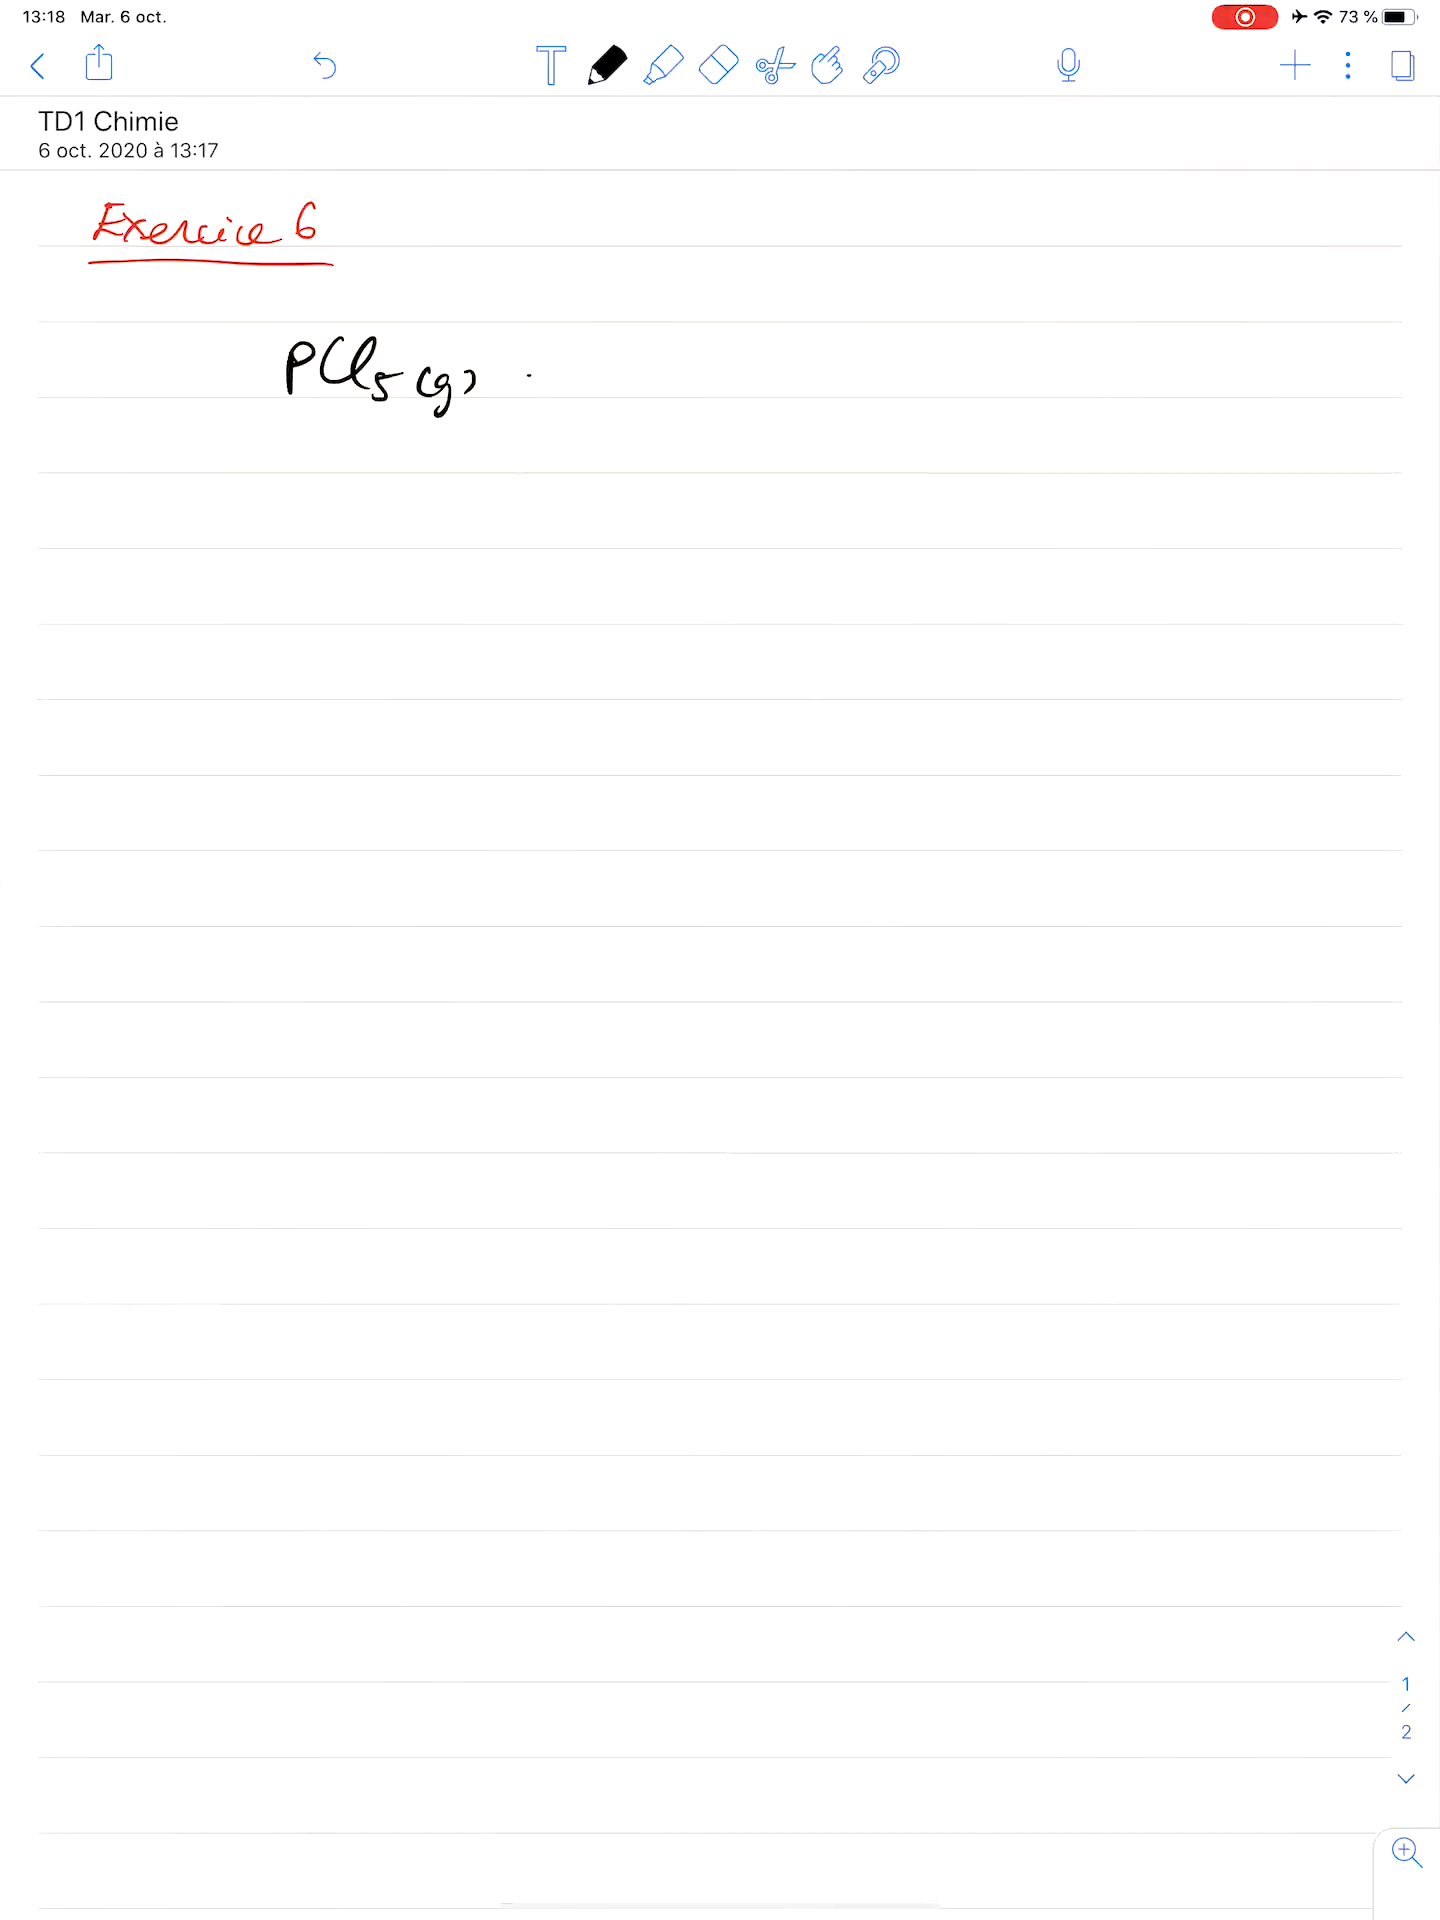 13:18 Mar. 6 oct. 73 %
T
TD1 Chimie
6 oct. 2020 à 13:17
Exercice 6
PCl5 (g) .
1
/
2